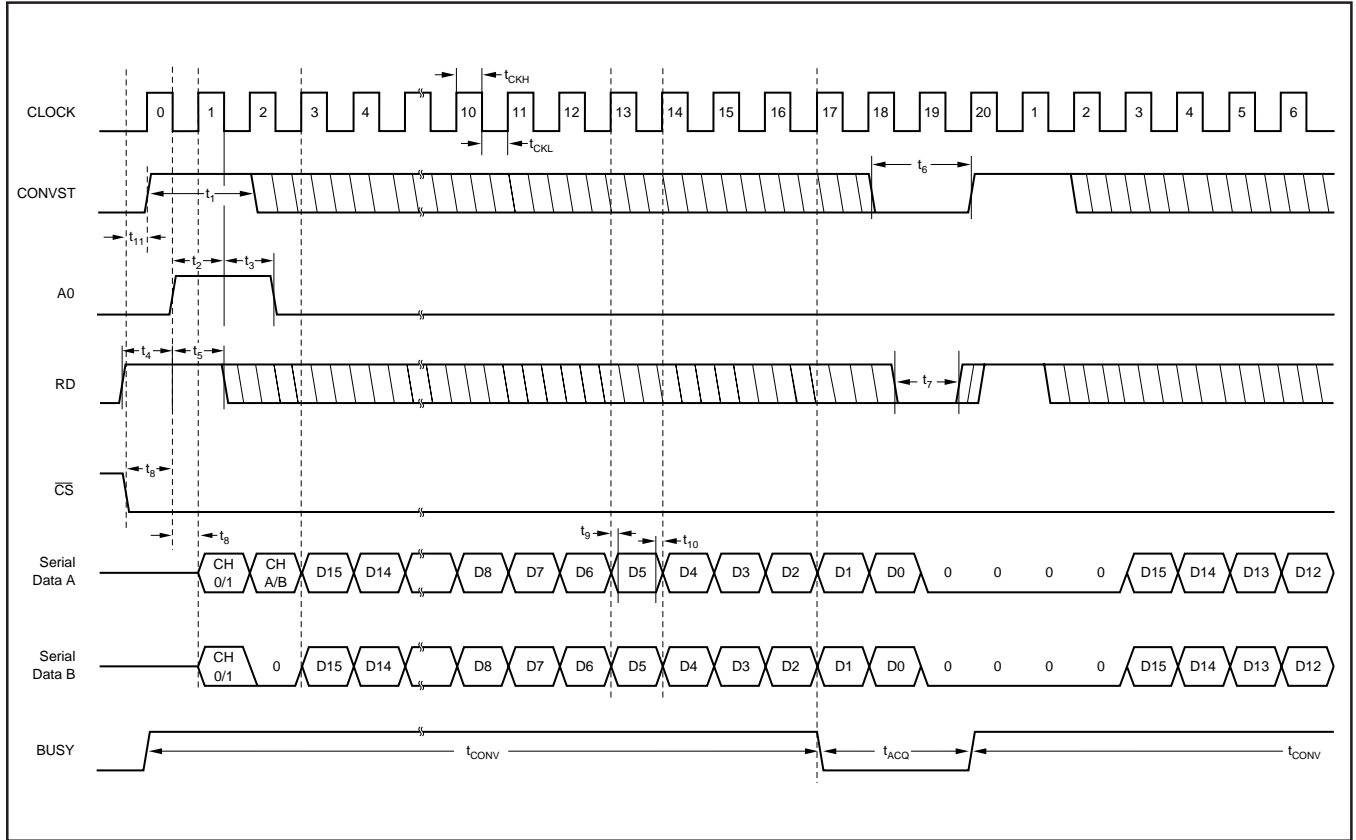 tCKH
CLOCK 0 1 2 3 4 10 11 12 13 14 15 16 17 18 19 20 1 2 3 4 5 6
tCKL
t6
CONVST t1
t11
t2 t3
A0
t4 t5
RD t7
t8
CS
t9 t10
t8
Serial Data A CH 0/1 CH A/B D15 D14 D8 D7 D6 D5 D4 D3 D2 D1 D0 0 0 0 0 D15 D14 D13 D12
Serial Data B CH 0/1 0 D15 D14 D8 D7 D6 D5 D4 D3 D2 D1 D0 0 0 0 0 D15 D14 D13 D12
BUSY tCONV tACQ tCONV